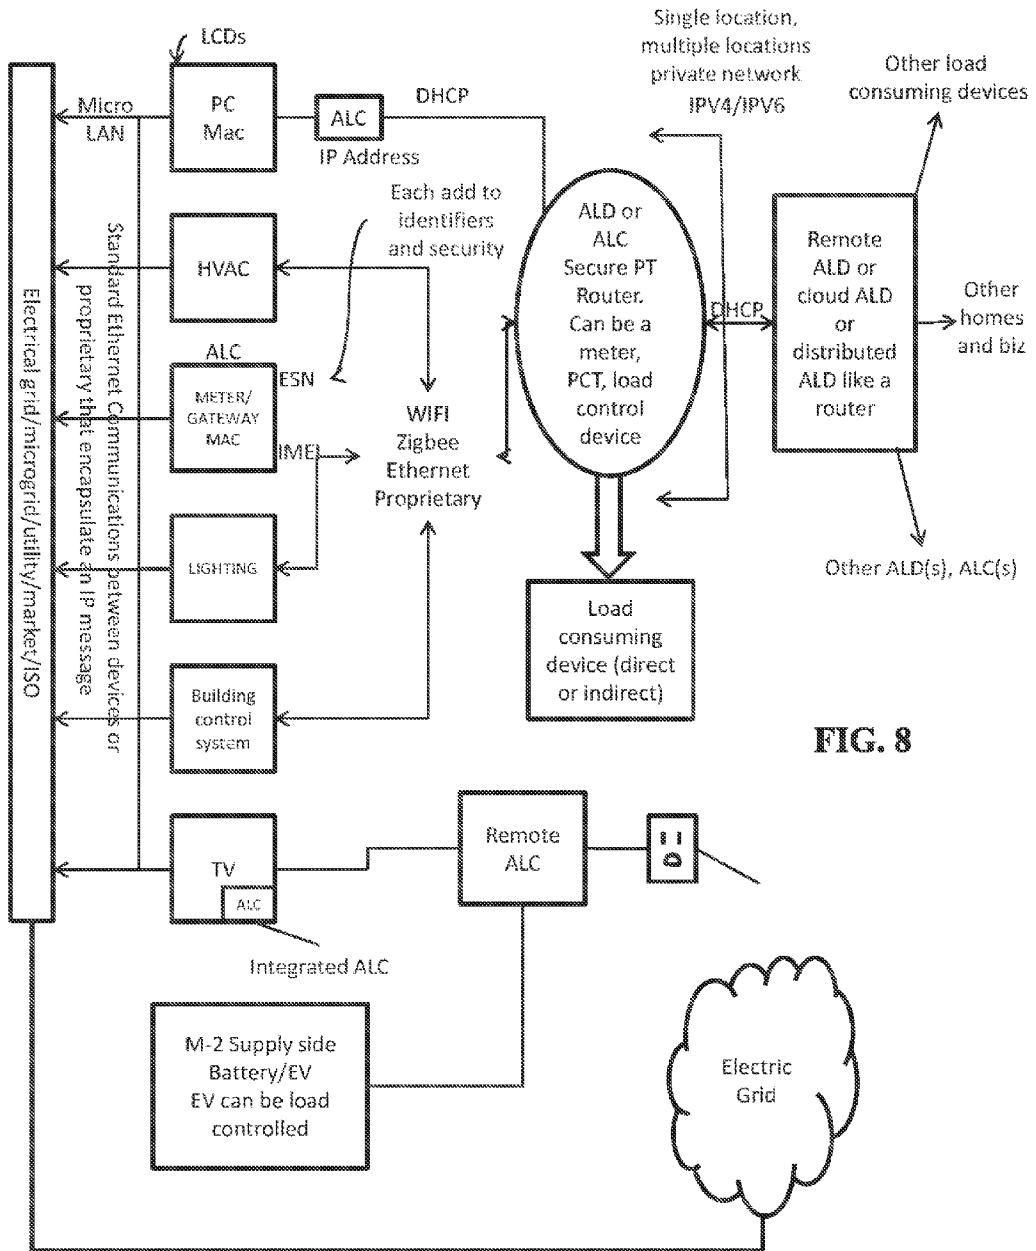 LCDs
PC
Mac
Micro
LAN
ALC
IP Address
DHCP
Single location,
multiple locations
private network
IPV4/IPV6
Other load
consuming devices
Each add to
identifiers
and security
HVAC
ALD or
ALC
Secure PT
Router.
Can be a
meter,
PCT, load
control
device
DHCP
Remote
ALD or
cloud ALD
or
distributed
ALD like a
router
Other
homes
and biz
Other ALD(s), ALC(s)
ALC
METER/
GATEWAY
MAC
ESN
IMEI
WIFI
Zigbee
Ethernet
Proprietary
LIGHTING
Load
consuming
device (direct
or indirect)
Building
control
system
Standard Ethernet Communications between devices or
proprietary that encapsulate an IP message
Electrical grid/microgrid/utility/market/ISO
FIG. 8
TV
ALC
Integrated ALC
Remote
ALC
M-2 Supply side
Battery/EV
EV can be load
controlled
Electric
Grid